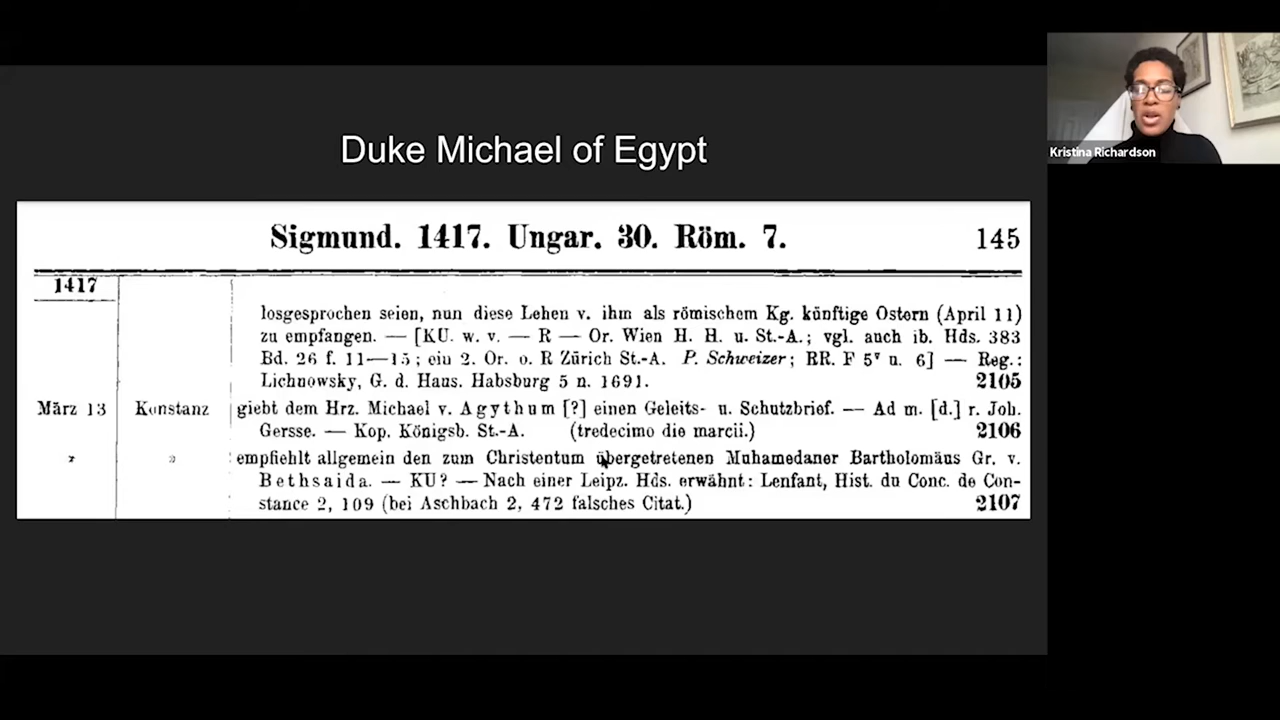 Duke Michael of Egypt
Sigmund. 1417. Ungar. 30. Röm. 7. 145
1417
losgesprochen seien, nun diese Lehen v. ihm als römischem Kg. künftige Ostern (April 11)
zu empfangen. — [KU. w. v. — R — Or. Wien H. H. u. St.-A.; vgl. auch ib. Hds. 383
Bd. 26 f. 11—15; ein 2. Or. o. R Zürich St.-A. P. Schweizer; RR. F 5ᵛ u. 6] — Reg.:
Lichnowsky, G. d. Haus. Habsburg 5 n. 1691. 2105
März 13 Konstanz giebt dem Hrz. Michael v. Agythum [?] einen Geleits- u. Schutzbrief. — Ad m. [d.] r. Joh.
Gersse. — Kop. Königsb. St.-A. (tredecimo die marcii.) 2106
" " empfiehlt allgemein den zum Christentum übergetretenen Muhamedaner Bartholomäus Gr. v.
Bethsaida. — KU? — Nach einer Leipz. Hds. erwähnt: Lenfant, Hist. du Conc. de Con-
stance 2, 109 (bei Aschbach 2, 472 falsches Citat.) 2107
Kristina Richardson